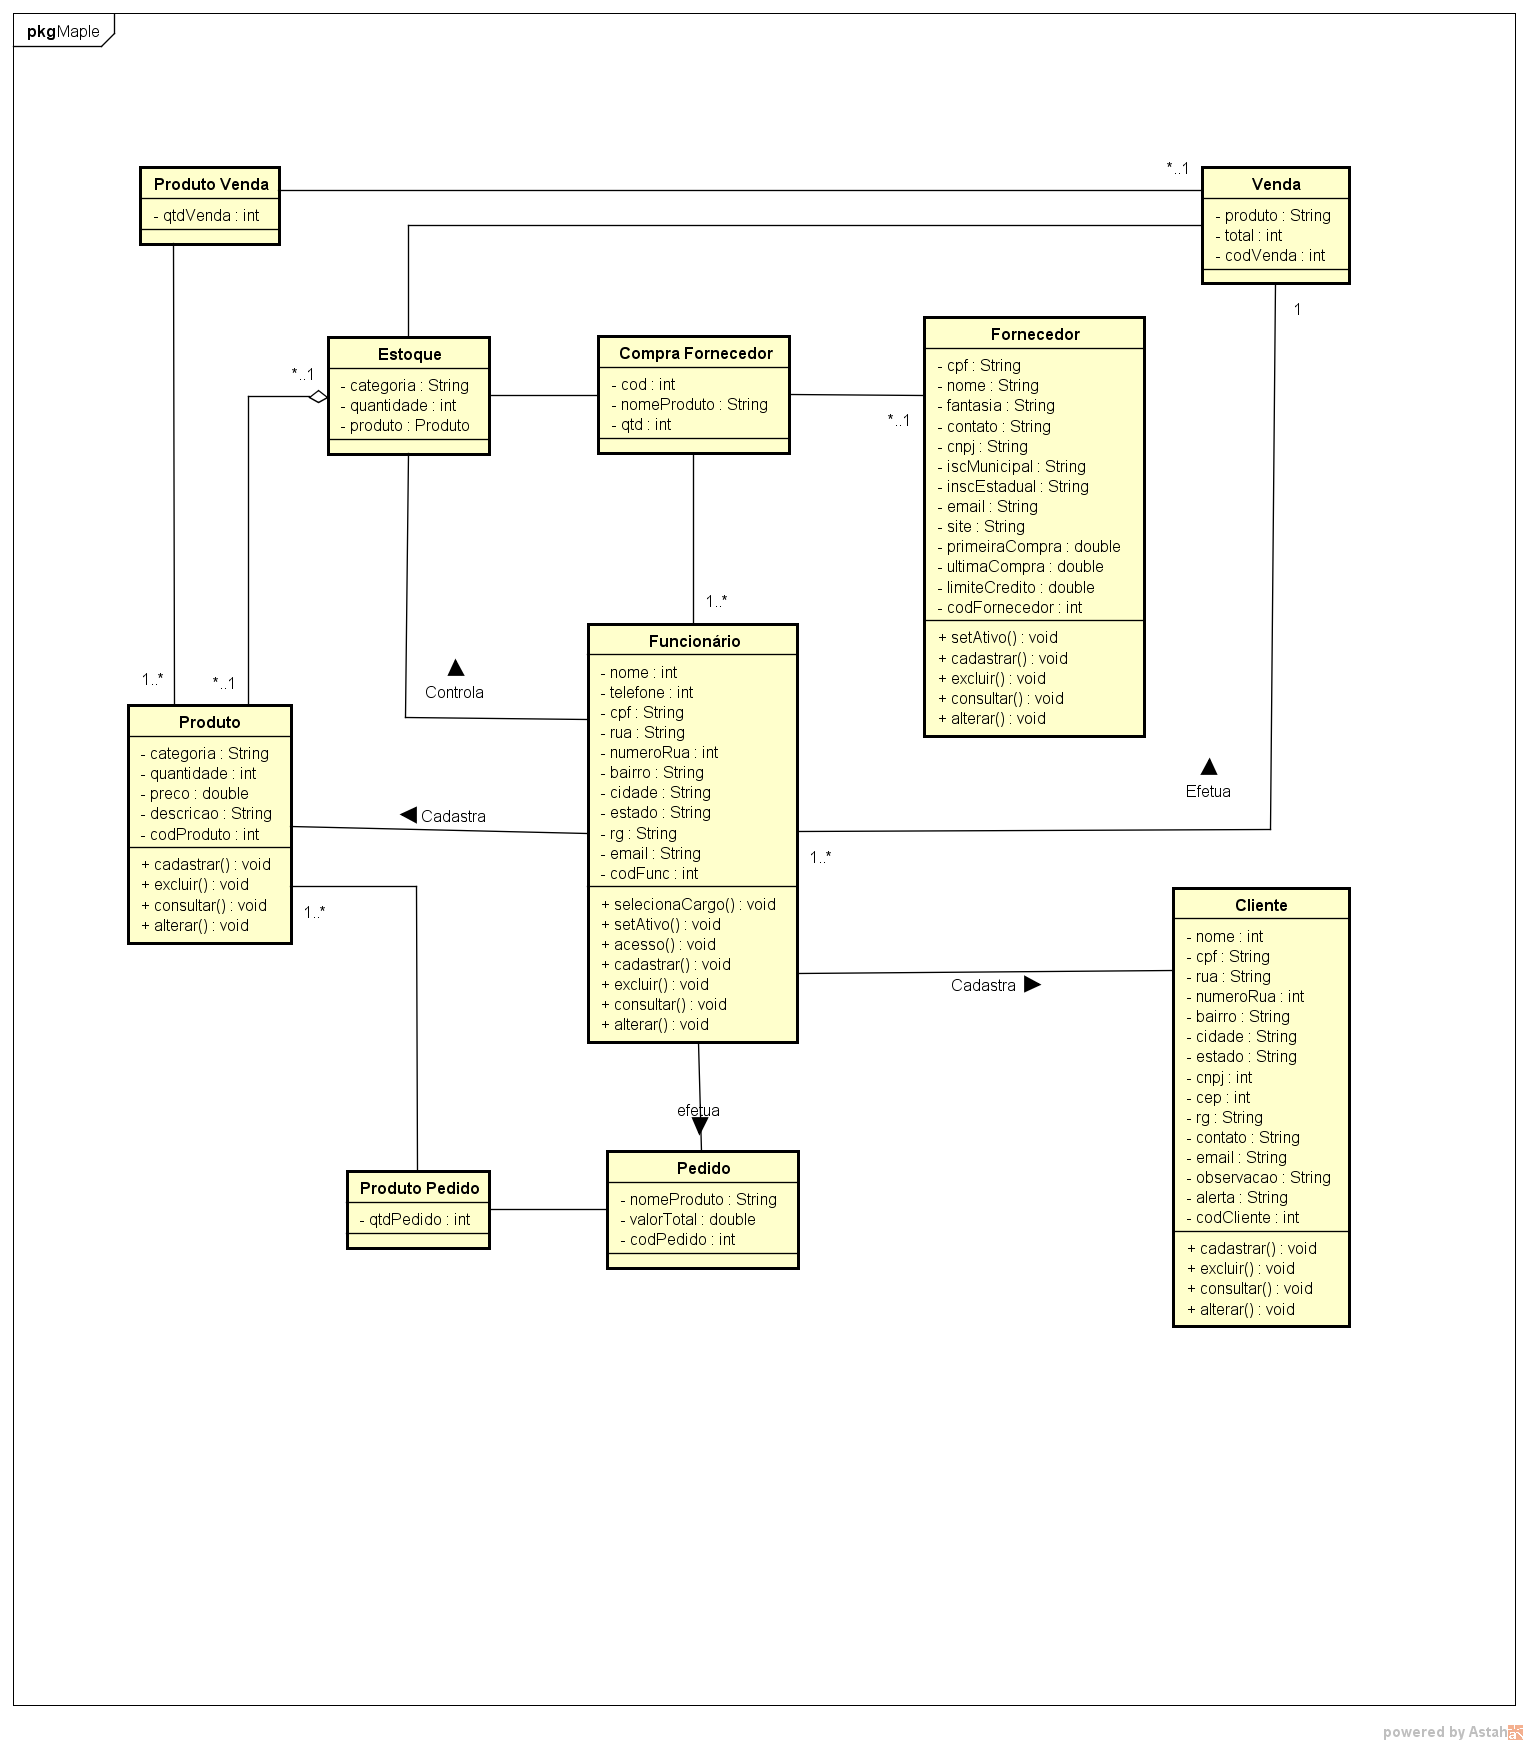 pkgMaple
Produto Venda
- qtdVenda : int
*..1
Venda
- produto : String
- total : int
- codVenda : int
1
Estoque
- categoria : String
- quantidade : int
- produto : Produto
*..1
Compra Fornecedor
- cod : int
- nomeProduto : String
- qtd : int
*..1
Fornecedor
- cpf : String
- nome : String
- fantasia : String
- contato : String
- cnpj : String
- iscMunicipal : String
- inscEstadual : String
- email : String
- site : String
- primeiraCompra : double
- ultimaCompra : double
- limiteCredito : double
- codFornecedor : int
+ setAtivo() : void
+ cadastrar() : void
+ excluir() : void
+ consultar() : void
+ alterar() : void
1..*
Controla
1..*
*..1
Produto
- categoria : String
- quantidade : int
- preco : double
- descricao : String
- codProduto : int
+ cadastrar() : void
+ excluir() : void
+ consultar() : void
+ alterar() : void
1..*
Cadastra
Funcionário
- nome : int
- telefone : int
- cpf : String
- rua : String
- numeroRua : int
- bairro : String
- cidade : String
- estado : String
- rg : String
- email : String
- codFunc : int
+ selecionaCargo() : void
+ setAtivo() : void
+ acesso() : void
+ cadastrar() : void
+ excluir() : void
+ consultar() : void
+ alterar() : void
Efetua
1..*
Cadastra
Cliente
- nome : int
- cpf : String
- rua : String
- numeroRua : int
- bairro : String
- cidade : String
- estado : String
- cnpj : int
- cep : int
- rg : String
- contato : String
- email : String
- observacao : String
- alerta : String
- codCliente : int
+ cadastrar() : void
+ excluir() : void
+ consultar() : void
+ alterar() : void
efetua
Produto Pedido
- qtdPedido : int
Pedido
- nomeProduto : String
- valorTotal : double
- codPedido : int
powered by Astah